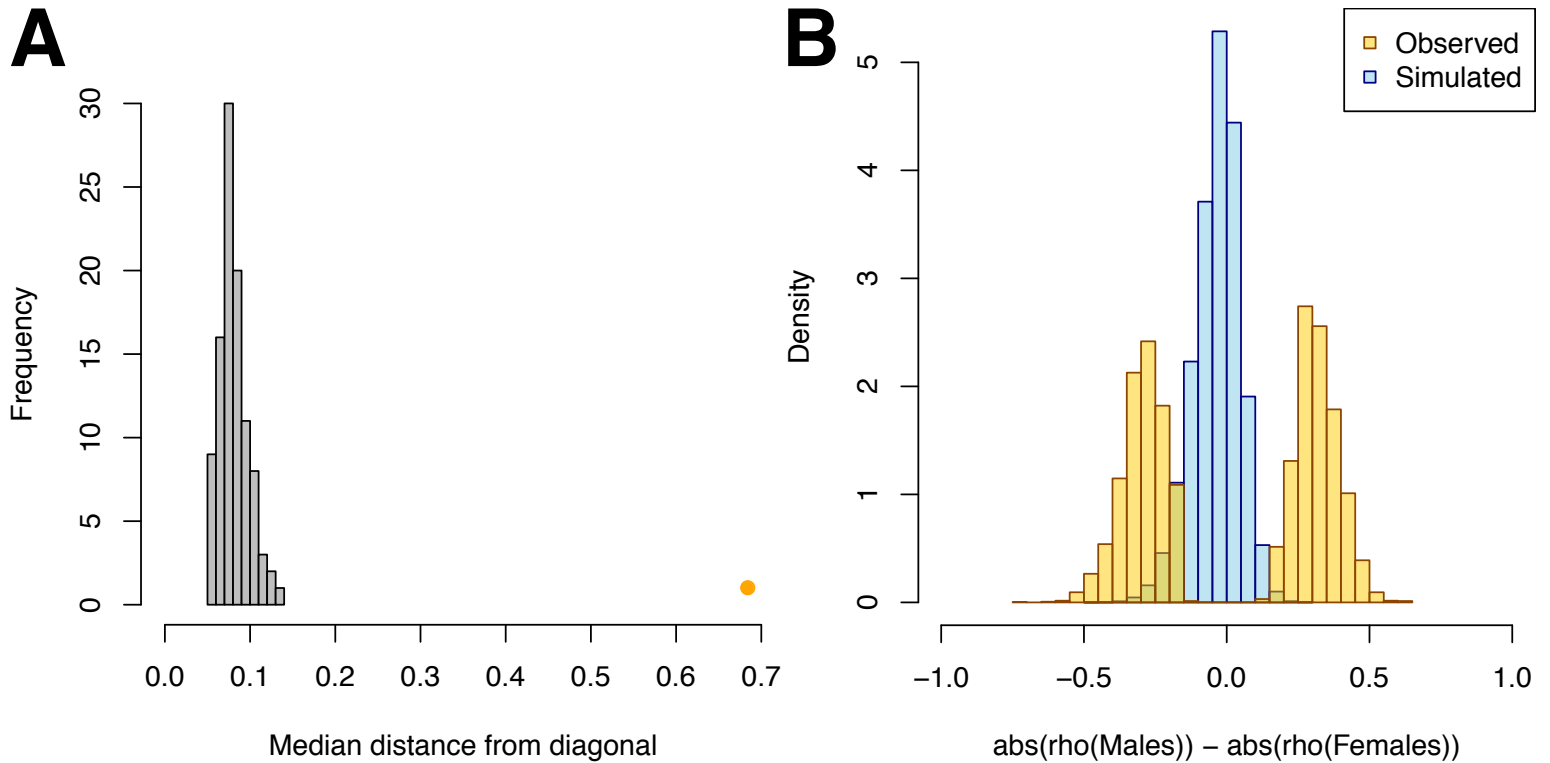 A
Frequency
30
25
20
15
10
5
0
0.0 0.1 0.2 0.3 0.4 0.5 0.6 0.7
Median distance from diagonal
B
Observed
Simulated
Density
5
4
3
2
1
0
−1.0 −0.5 0.0 0.5 1.0
abs(rho(Males)) − abs(rho(Females))